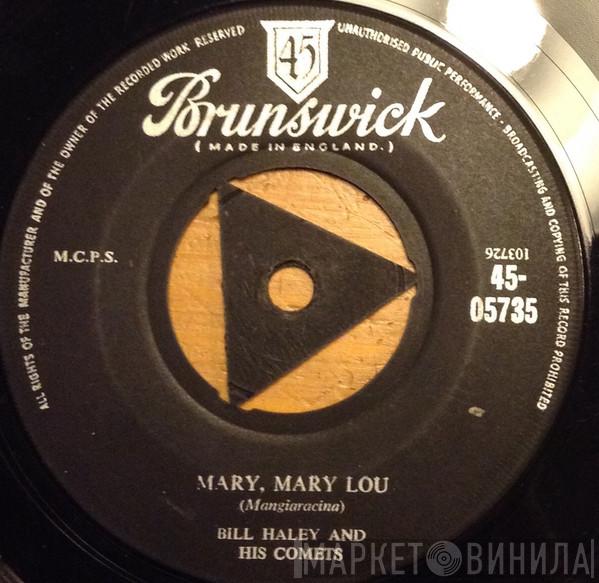 ALL RIGHTS OF THE MANUFACTURER AND OF THE OWNER OF THE RECORDED WORK RESERVED
UNAUTHORISED PUBLIC PERFORMANCE · BROADCASTING AND COPYING OF THIS RECORD PROHIBITED
45
Brunswick
( MADE IN ENGLAND. )
M.C.P.S.
103726
45-
05735
MARY, MARY LOU
(Mangiaracina)
BILL HALEY AND
HIS COMETS
МАРКЕТ ВИНИЛА